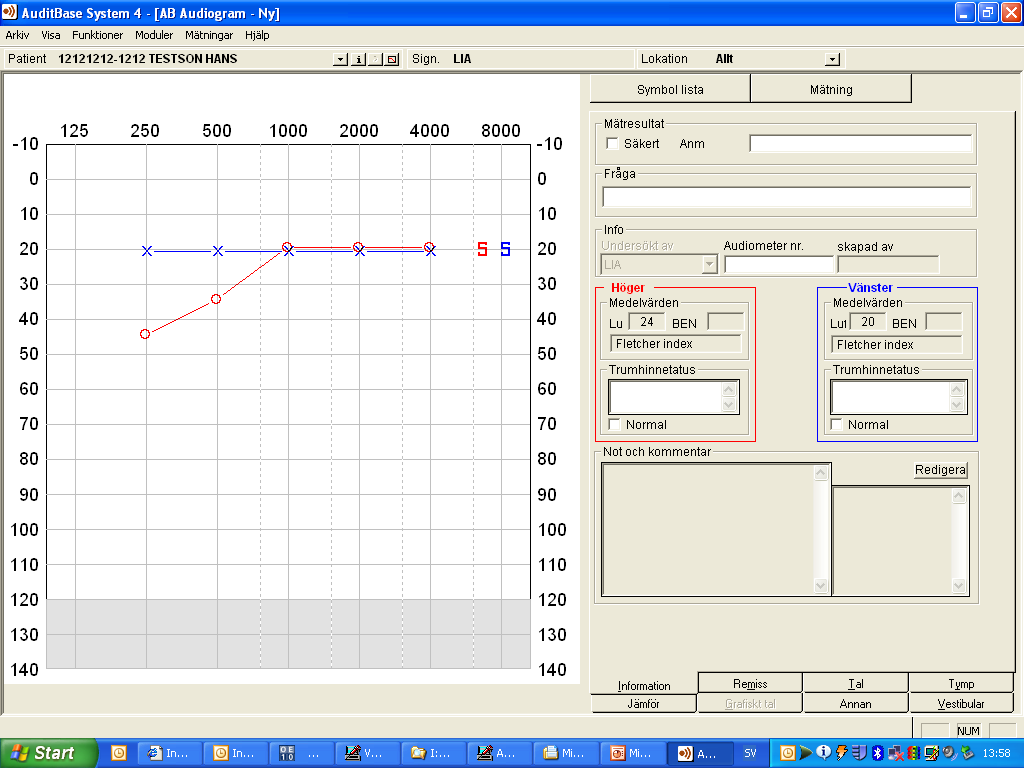 AuditBase System 4 - [AB Audiogram - Ny]
Arkiv Visa Funktioner Moduler Mätningar Hjälp
Patient 12121212-1212 TESTSON HANS Sign. LIA Lokation Allt
Symbol lista Mätning
125 250 500 1000 2000 4000 8000
-10 -10
0 0
10 10
20 S S 20
30 30
40 40
50 50
60 60
70 70
80 80
90 90
100 100
110 110
120 120
130 130
140 140
Mätresultat
Säkert Anm
Fråga
Info
Undersökt av Audiometer nr. skapad av
LIA
Höger
Medelvärden
Lu 24 BEN
Fletcher index
Trumhinnetatus
Normal
Vänster
Medelvärden
Luf 20 BEN
Fletcher index
Trumhinnetatus
Normal
Not och kommentar
Redigera
Information Remiss Tal Tymp
Jämför Grafiskt tal Annan Vestibular
NUM
Start In... In... ... V... I:... A... Mi... Mi... A... SV 13:58